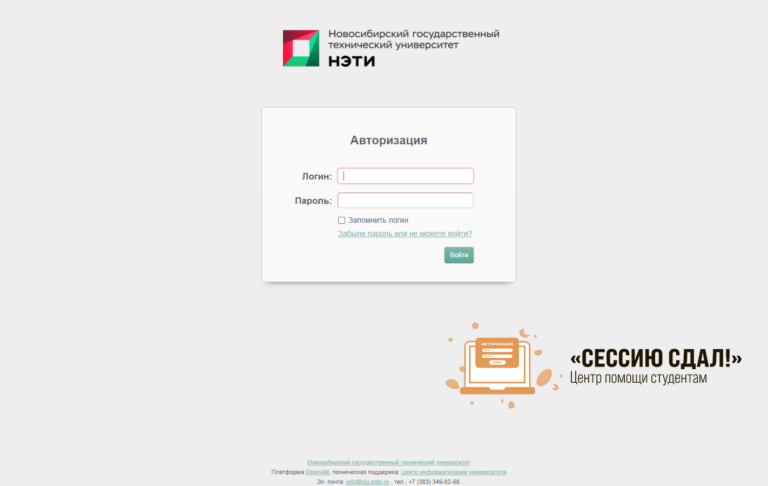 Новосибирский государственный
технический университет
НЭТИ
Авторизация
Логин:
Пароль:
Запомнить логин
Забыли пароль или не можете войти?
Войти
АВТОРИЗАЦИЯ
«СЕССИЮ СДАЛ!»
Центр помощи студентам
Новосибирский государственный технический университет
Платформа OpenAM, техническая поддержка: Центр информатизации университета
Эл. почта: info@ciu.nstu.ru , тел.: +7 (383) 346-02-68.